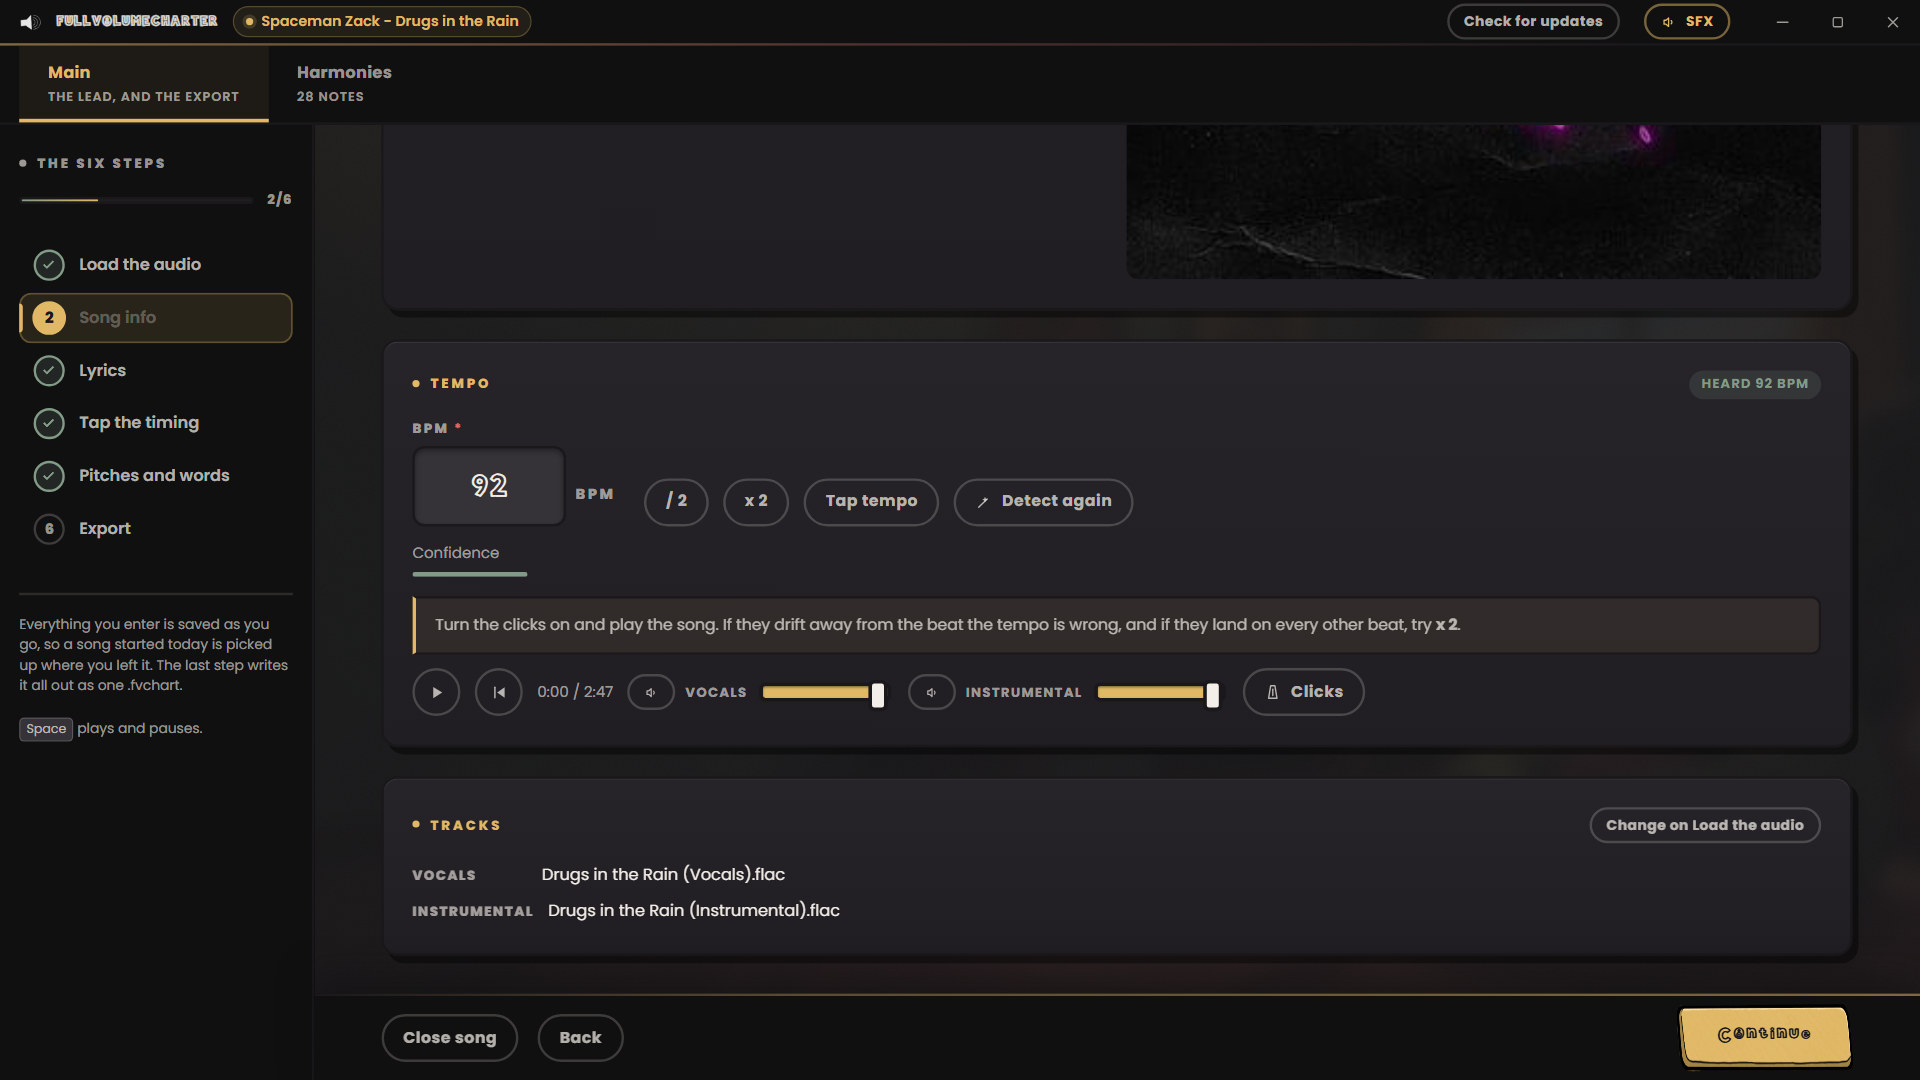 FULLVOLUMECHARTER
Spaceman Zack - Drugs in the Rain
Check for updates
SFX
Main
THE LEAD, AND THE EXPORT
Harmonies
28 NOTES
THE SIX STEPS
2/6
Load the audio
2 Song info
Lyrics
Tap the timing
Pitches and words
6 Export
Everything you enter is saved as you
go, so a song started today is picked
up where you left it. The last step writes
it all out as one .fvchart.
Space plays and pauses.
TEMPO
HEARD 92 BPM
BPM *
92 BPM
/ 2
x 2
Tap tempo
Detect again
Confidence
Turn the clicks on and play the song. If they drift away from the beat the tempo is wrong, and if they land on every other beat, try x 2.
0:00 / 2:47
VOCALS
INSTRUMENTAL
Clicks
TRACKS
Change on Load the audio
VOCALS Drugs in the Rain (Vocals).flac
INSTRUMENTAL Drugs in the Rain (Instrumental).flac
Close song
Back
Continue